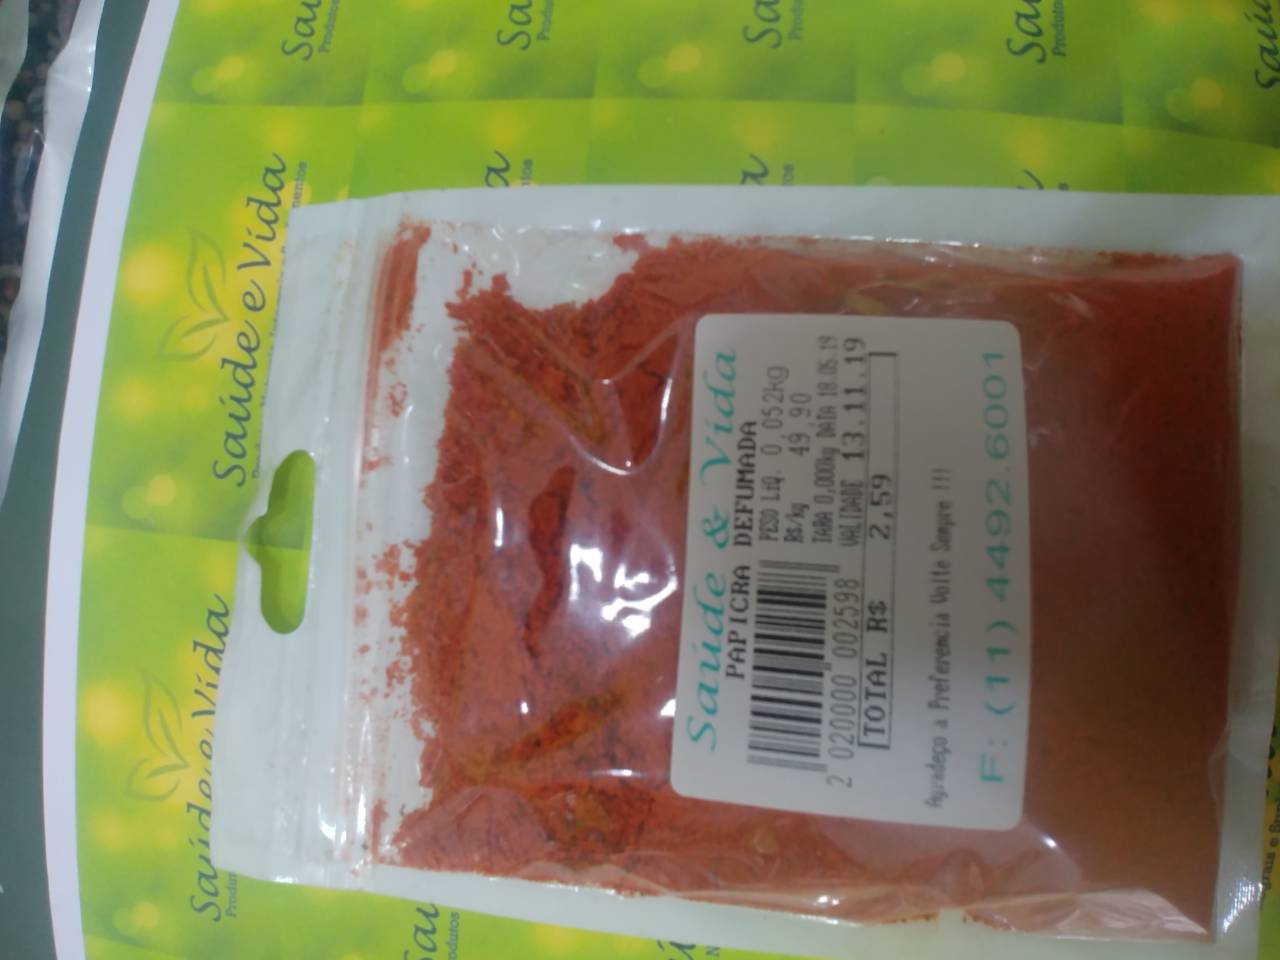 Saúde & Vida
PAPICRA DEFUMADA
PESO LíQ. 0,052kg
R$/kg 49,90
TARA 0,000kg DATA 18.05.19
VALIDADE 13.11.19
2 020000 002598
TOTAL R$ 2,59
Agradeço a Preferencia Volte Sempre !!!
F: (11) 4492.6001
Saúde e Vida
Saúde e Vida